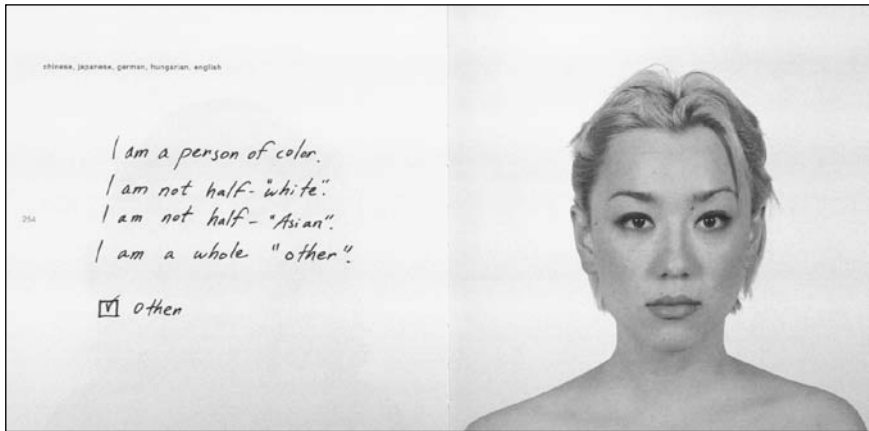 chinese, japanese, german, hungarian, english
I am a person of color.
I am not half-"white".
I am not half-"Asian".
I am a whole "other".
254
Other